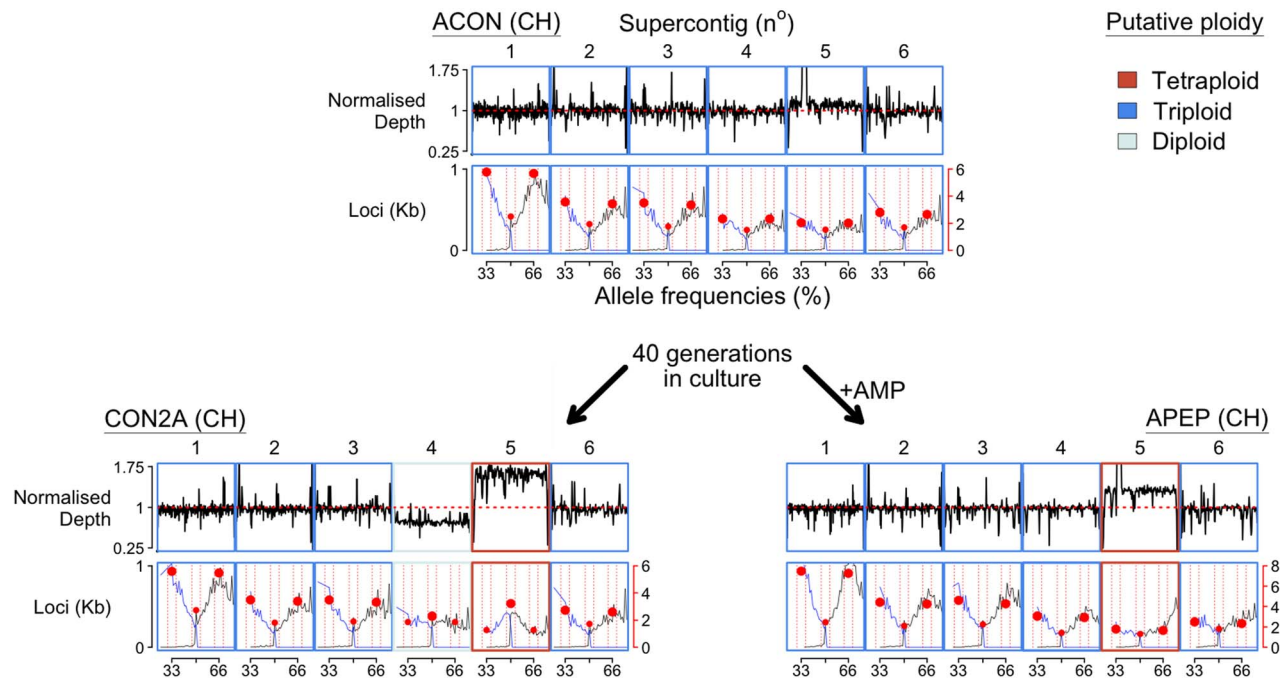 ACON (CH) Supercontig (nº) Putative ploidy
1 2 3 4 5 6
Tetraploid
Triploid
Diploid
Normalised Depth
1.75
1
0.25
Loci (Kb)
1
0
6
4
2
0
33 66 33 66 33 66 33 66 33 66 33 66
Allele frequencies (%)
40 generations
in culture
+AMP
CON2A (CH)
1 2 3 4 5 6
Normalised
Depth
1.75
1
0.25
Loci (Kb)
1
0
6
4
2
0
33 66 33 66 33 66 33 66 33 66 33 66
APEP (CH)
1 2 3 4 5 6
8
6
4
2
0
33 66 33 66 33 66 33 66 33 66 33 66